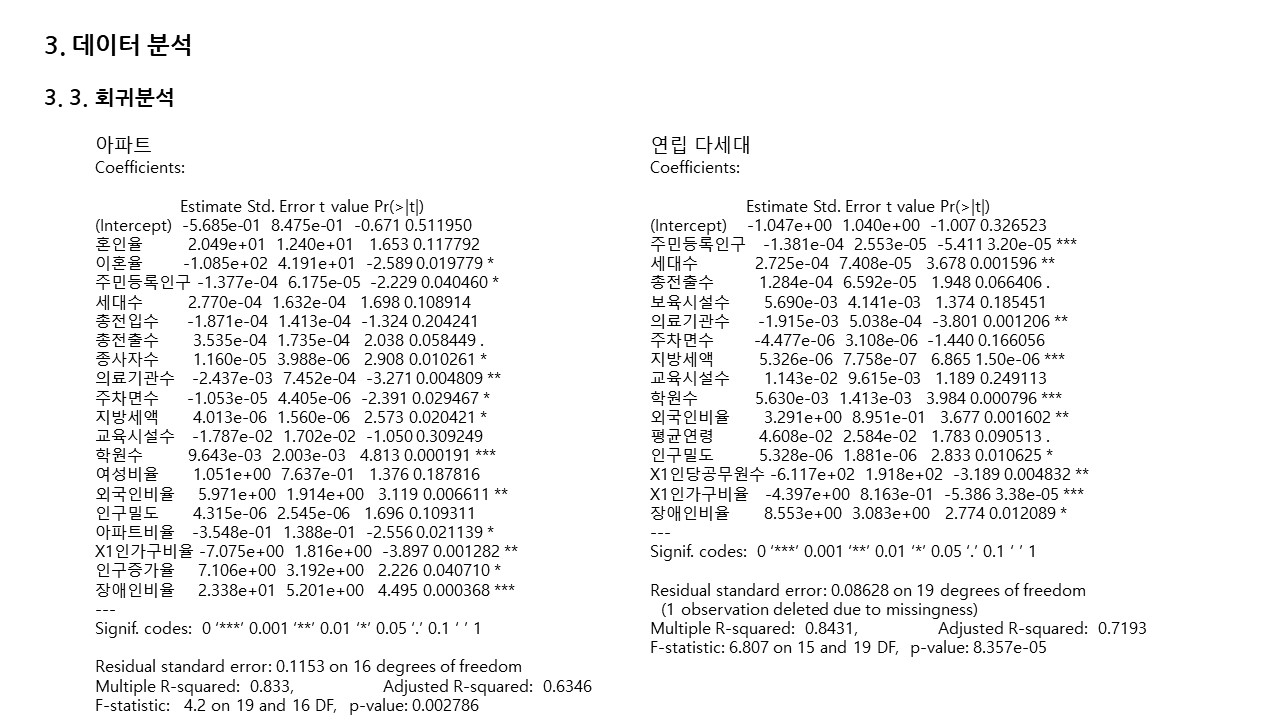 3. 데이터 분석
3. 3. 회귀분석
아파트
Coefficients:
Estimate Std. Error t value Pr(>|t|)
(Intercept) -5.685e-01 8.475e-01 -0.671 0.511950
혼인율 2.049e+01 1.240e+01 1.653 0.117792
이혼율 -1.085e+02 4.191e+01 -2.589 0.019779 *
주민등록인구 -1.377e-04 6.175e-05 -2.229 0.040460 *
세대수 2.770e-04 1.632e-04 1.698 0.108914
총전입수 -1.871e-04 1.413e-04 -1.324 0.204241
총전출수 3.535e-04 1.735e-04 2.038 0.058449 .
종사자수 1.160e-05 3.988e-06 2.908 0.010261 *
의료기관수 -2.437e-03 7.452e-04 -3.271 0.004809 **
주차면수 -1.053e-05 4.405e-06 -2.391 0.029467 *
지방세액 4.013e-06 1.560e-06 2.573 0.020421 *
교육시설수 -1.787e-02 1.702e-02 -1.050 0.309249
학원수 9.643e-03 2.003e-03 4.813 0.000191 ***
여성비율 1.051e+00 7.637e-01 1.376 0.187816
외국인비율 5.971e+00 1.914e+00 3.119 0.006611 **
인구밀도 4.315e-06 2.545e-06 1.696 0.109311
아파트비율 -3.548e-01 1.388e-01 -2.556 0.021139 *
X1인가구비율 -7.075e+00 1.816e+00 -3.897 0.001282 **
인구증가율 7.106e+00 3.192e+00 2.226 0.040710 *
장애인비율 2.338e+01 5.201e+00 4.495 0.000368 ***
---
Signif. codes: 0 ‘***’ 0.001 ‘**’ 0.01 ‘*’ 0.05 ‘.’ 0.1 ‘ ’ 1
Residual standard error: 0.1153 on 16 degrees of freedom
Multiple R-squared: 0.833, Adjusted R-squared: 0.6346
F-statistic: 4.2 on 19 and 16 DF, p-value: 0.002786
연립 다세대
Coefficients:
Estimate Std. Error t value Pr(>|t|)
(Intercept) -1.047e+00 1.040e+00 -1.007 0.326523
주민등록인구 -1.381e-04 2.553e-05 -5.411 3.20e-05 ***
세대수 2.725e-04 7.408e-05 3.678 0.001596 **
총전출수 1.284e-04 6.592e-05 1.948 0.066406 .
보육시설수 5.690e-03 4.141e-03 1.374 0.185451
의료기관수 -1.915e-03 5.038e-04 -3.801 0.001206 **
주차면수 -4.477e-06 3.108e-06 -1.440 0.166056
지방세액 5.326e-06 7.758e-07 6.865 1.50e-06 ***
교육시설수 1.143e-02 9.615e-03 1.189 0.249113
학원수 5.630e-03 1.413e-03 3.984 0.000796 ***
외국인비율 3.291e+00 8.951e-01 3.677 0.001602 **
평균연령 4.608e-02 2.584e-02 1.783 0.090513 .
인구밀도 5.328e-06 1.881e-06 2.833 0.010625 *
X1인당공무원수 -6.117e+02 1.918e+02 -3.189 0.004832 **
X1인가구비율 -4.397e+00 8.163e-01 -5.386 3.38e-05 ***
장애인비율 8.553e+00 3.083e+00 2.774 0.012089 *
---
Signif. codes: 0 ‘***’ 0.001 ‘**’ 0.01 ‘*’ 0.05 ‘.’ 0.1 ‘ ’ 1
Residual standard error: 0.08628 on 19 degrees of freedom
(1 observation deleted due to missingness)
Multiple R-squared: 0.8431, Adjusted R-squared: 0.7193
F-statistic: 6.807 on 15 and 19 DF, p-value: 8.357e-05